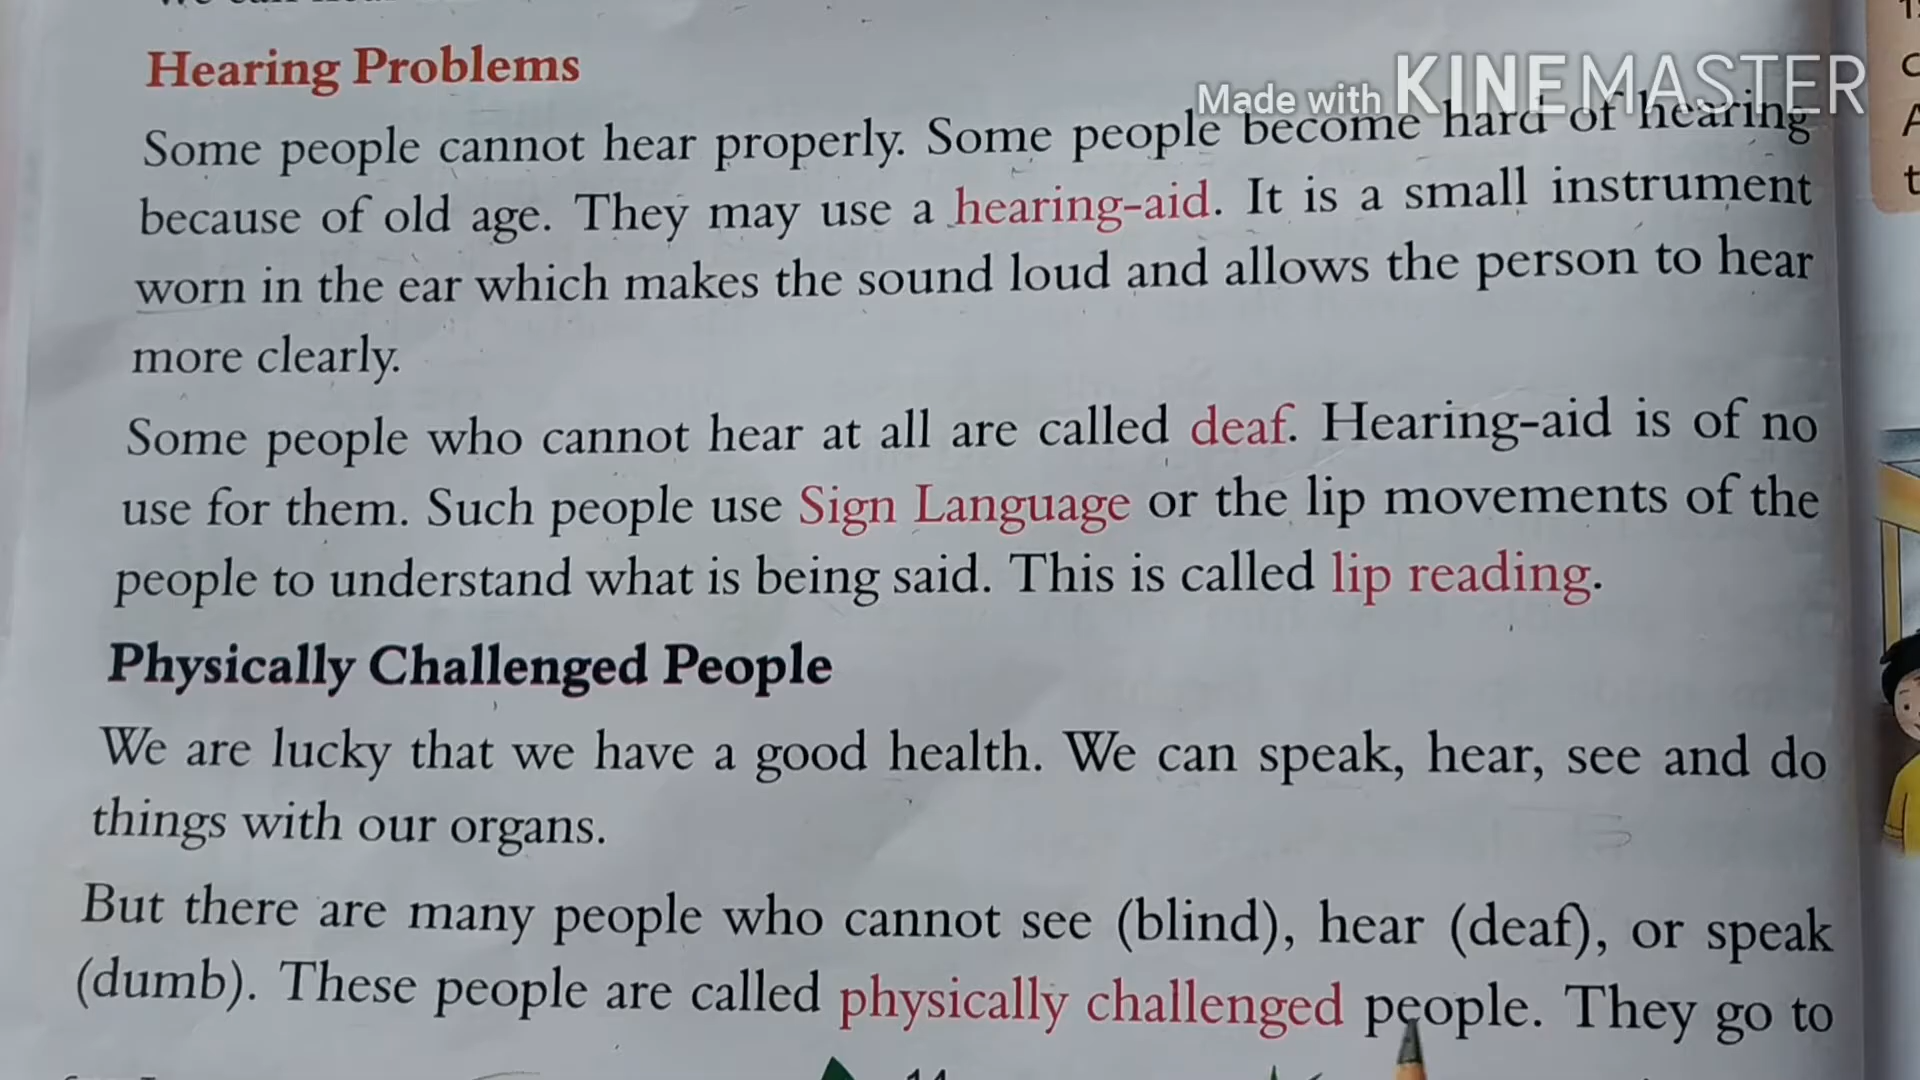 Hearing Problems
Made with KINEMASTER
Some people cannot hear properly. Some people become hard of hearing
because of old age. They may use a hearing-aid. It is a small instrument
worn in the ear which makes the sound loud and allows the person to hear
more clearly.
Some people who cannot hear at all are called deaf. Hearing-aid is of no
use for them. Such people use Sign Language or the lip movements of the
people to understand what is being said. This is called lip reading.
Physically Challenged People
We are lucky that we have a good health. We can speak, hear, see and do
things with our organs.
But there are many people who cannot see (blind), hear (deaf), or speak
(dumb). These people are called physically challenged people. They go to